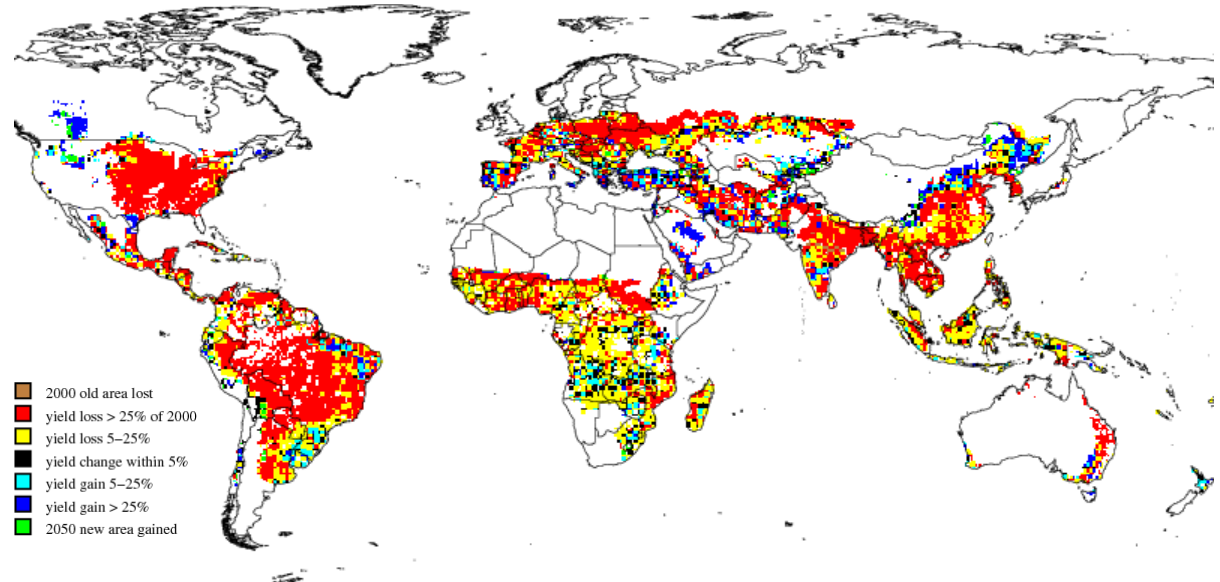 2000 old area lost
yield loss > 25% of 2000
yield loss 5–25%
yield change within 5%
yield gain 5–25%
yield gain > 25%
2050 new area gained